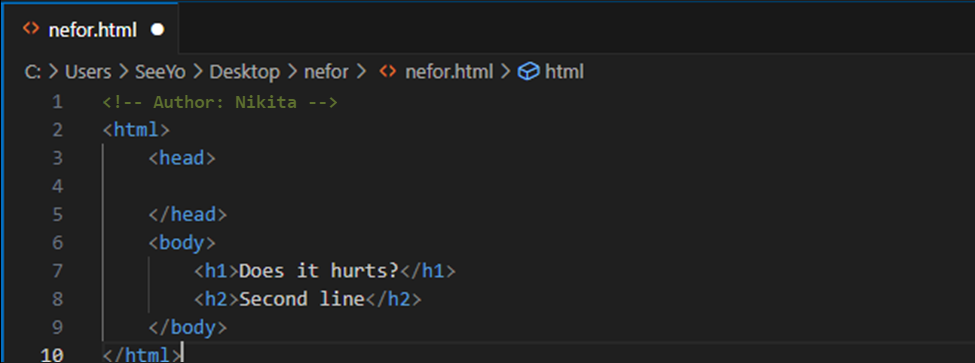 nefor.html
C: > Users > SeeYo > Desktop > nefor > nefor.html > html
1 <!-- Author: Nikita -->
2 <html>
3 <head>
4
5 </head>
6 <body>
7 <h1>Does it hurts?</h1>
8 <h2>Second line</h2>
9 </body>
10 </html>